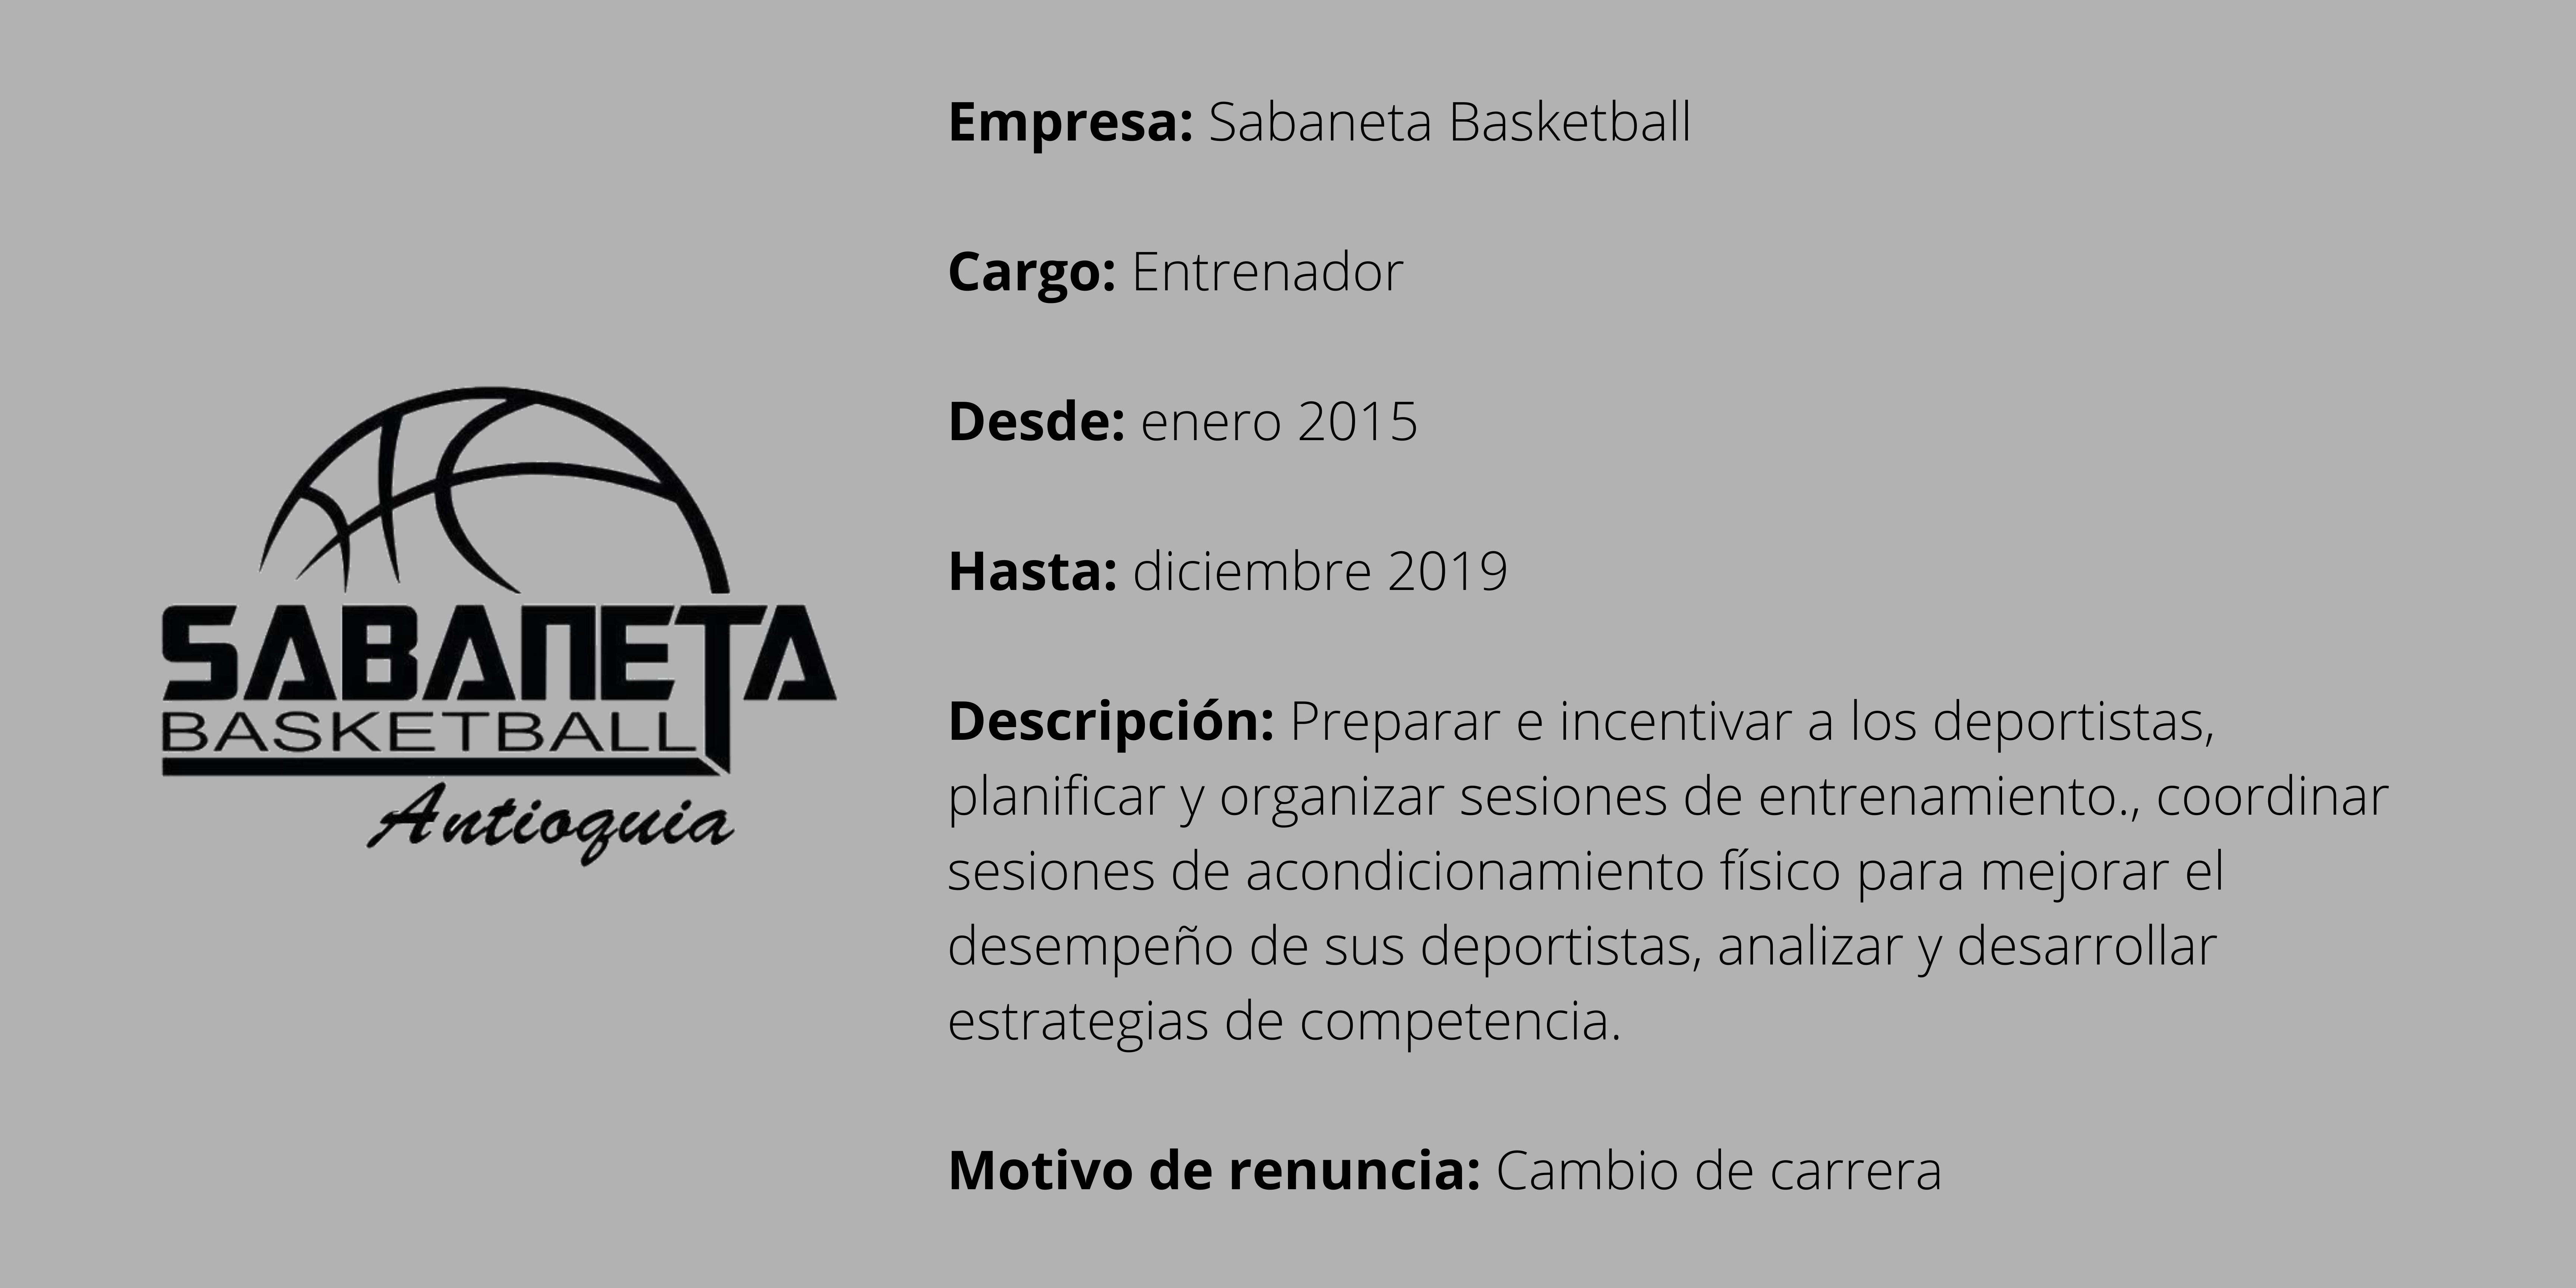 SABANETA
BASKETBALL
Antioquia
Empresa: Sabaneta Basketball
Cargo: Entrenador
Desde: enero 2015
Hasta: diciembre 2019
Descripción: Preparar e incentivar a los deportistas,
planificar y organizar sesiones de entrenamiento., coordinar
sesiones de acondicionamiento físico para mejorar el
desempeño de sus deportistas, analizar y desarrollar
estrategias de competencia.
Motivo de renuncia: Cambio de carrera